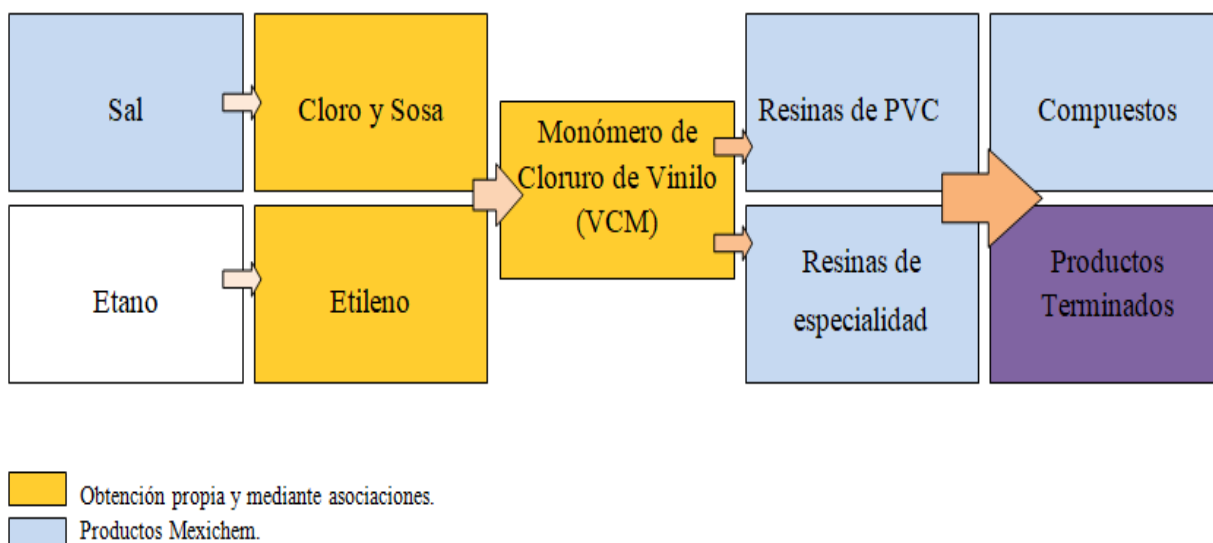 Sal
Cloro y Sosa
Monómero de
Cloruro de Vinilo
(VCM)
Resinas de PVC
Compuestos
Etano
Etileno
Resinas de
especialidad
Productos
Terminados
Obtención propia y mediante asociaciones.
Productos Mexichem.